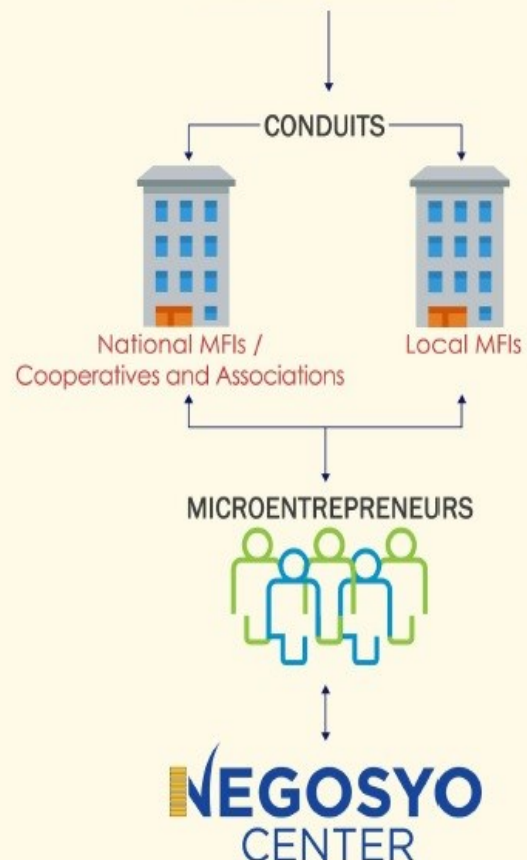 CONDUITS
National MFIs /
Cooperatives and Associations
Local MFIs
MICROENTREPRENEURS
NEGOSYO
CENTER